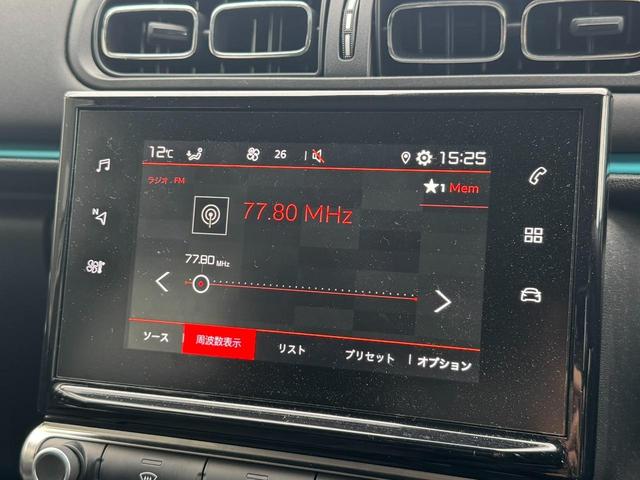 12℃ 26 15:25
ラジオ . FM
1 Mem
77.80 MHz
77.80 MHz
N
ソース 周波数表示 リスト プリセット オプション